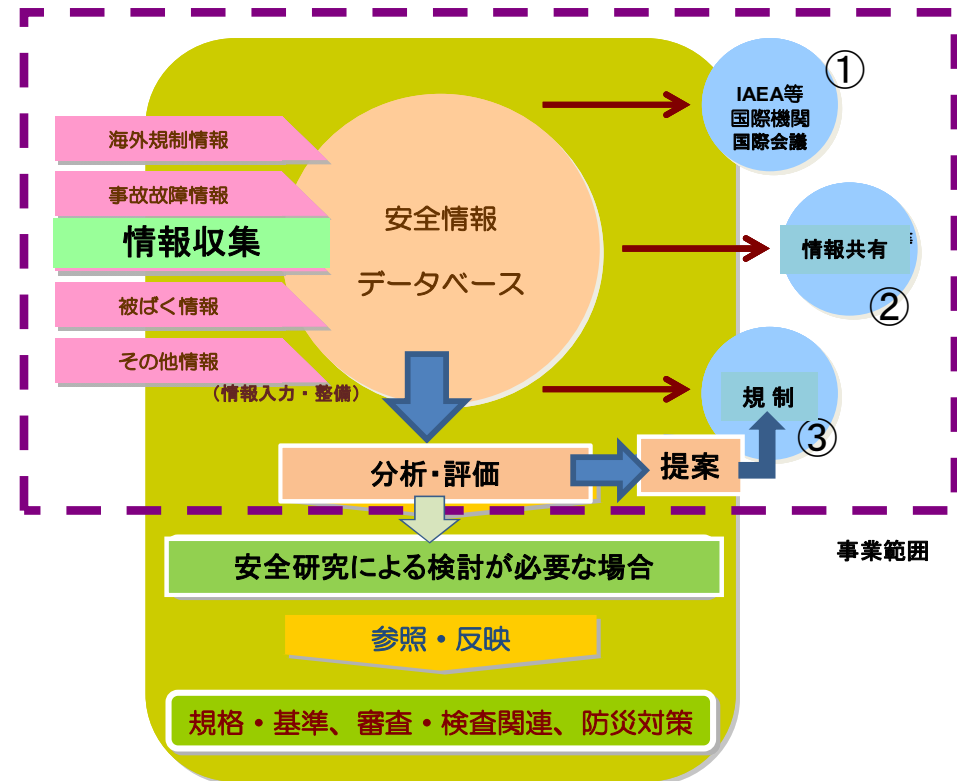 海外規制情報
事故故障情報
情報収集
被ばく情報
その他情報
(情報入力・整備)
安全情報
データベース
①
IAEA等
国際機関
国際会議
情報共有
②
規 制
③
分析・評価
提案
事業範囲
安全研究による検討が必要な場合
参照・反映
規格・基準、審査・検査関連、防災対策